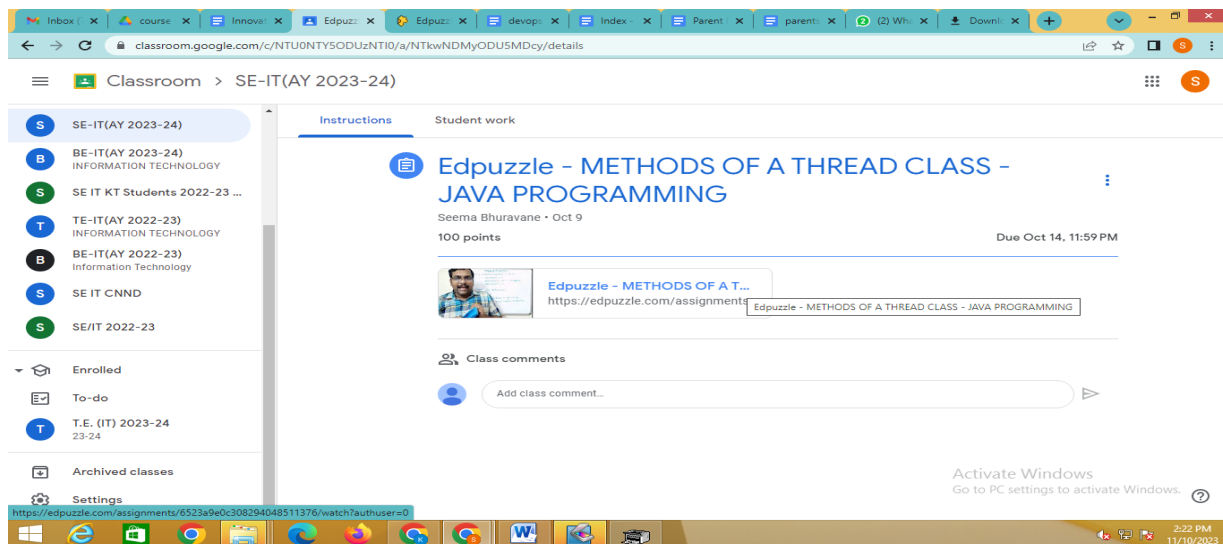 Inbox (
course
Innovat
Edpuzz
Edpuzz
devops
Index -
Parent
parents
(2) Wha
Downlo
classroom.google.com/c/NTU0NTY5ODUzNTI0/a/NTkwNDMyODU5MDcy/details
S
Classroom > SE-IT(AY 2023-24)
S
S SE-IT(AY 2023-24)
B BE-IT(AY 2023-24)
INFORMATION TECHNOLOGY
S SE IT KT Students 2022-23 ...
T TE-IT(AY 2022-23)
INFORMATION TECHNOLOGY
B BE-IT(AY 2022-23)
Information Technology
S SE IT CNND
S SE/IT 2022-23
Enrolled
To-do
T T.E. (IT) 2023-24
23-24
Archived classes
Settings
Instructions Student work
Edpuzzle - METHODS OF A THREAD CLASS -
JAVA PROGRAMMING
Seema Bhuravane • Oct 9
100 points Due Oct 14, 11:59 PM
Edpuzzle - METHODS OF A T...
https://edpuzzle.com/assignments
Edpuzzle - METHODS OF A THREAD CLASS - JAVA PROGRAMMING
Class comments
Add class comment...
Activate Windows
Go to PC settings to activate Windows.
https://edpuzzle.com/assignments/6523a9e0c308294048511376/watch?authuser=0
2:22 PM
11/10/2023